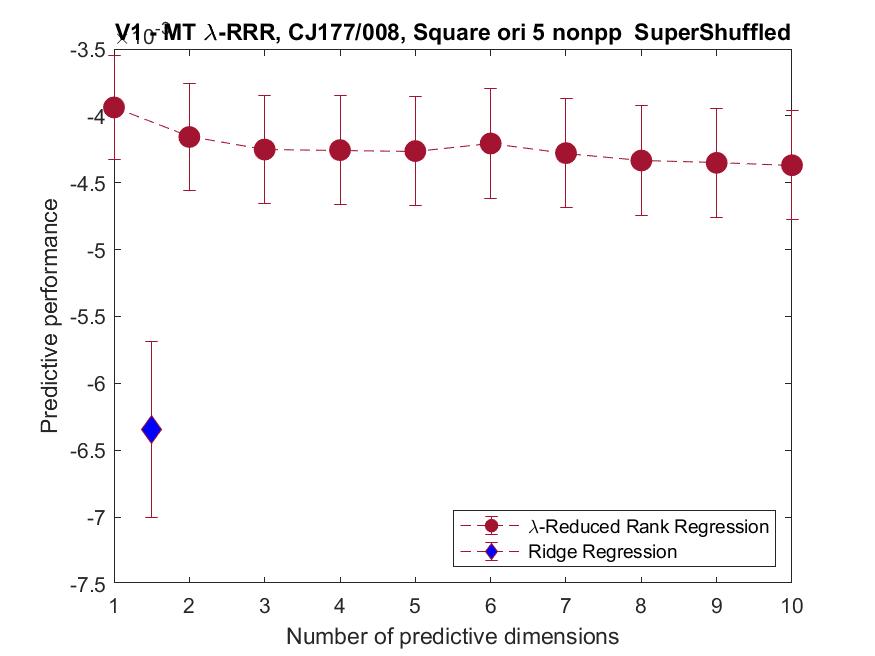 V1 - MT λ-RRR, CJ177/008, Square ori 5 nonpp SuperShuffled
×10-3
-3.5
-4
-4.5
-5
-5.5
-6
-6.5
-7
-7.5
Predictive performance
λ-Reduced Rank Regression
Ridge Regression
1 2 3 4 5 6 7 8 9 10
Number of predictive dimensions